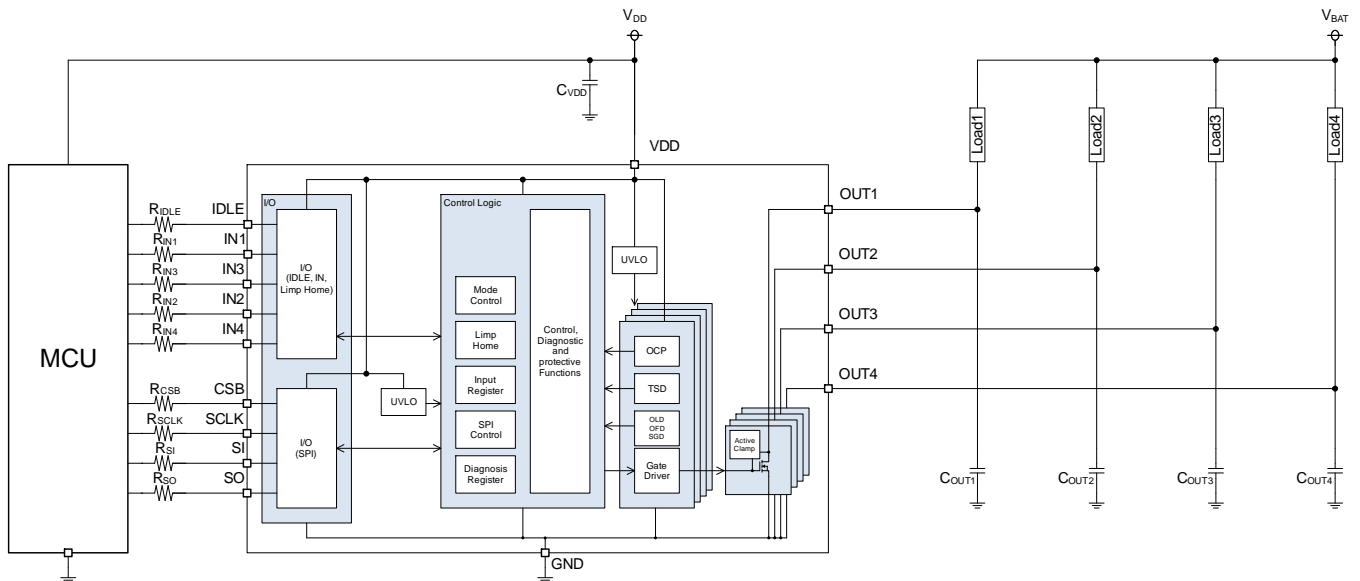 VDD
VBAT
CVDD
Load1
Load2
Load3
Load4
VDD
MCU
RIDLE
IDLE
RIN1
IN1
RIN3
IN3
RIN2
IN2
RIN4
IN4
RCSB
CSB
RSCLK
SCLK
RSI
SI
RSO
SO
I/O
I/O
(IDLE, IN,
Limp Home)
I/O
(SPI)
UVLO
Control Logic
Mode
Control
Limp
Home
Input
Register
SPI
Control
Diagnosis
Register
Control,
Diagnostic
and
protective
Functions
UVLO
OCP
TSD
OLD
OFD
SGD
Gate
Driver
Active
Clamp
OUT1
OUT2
OUT3
OUT4
COUT1
COUT2
COUT3
COUT4
GND